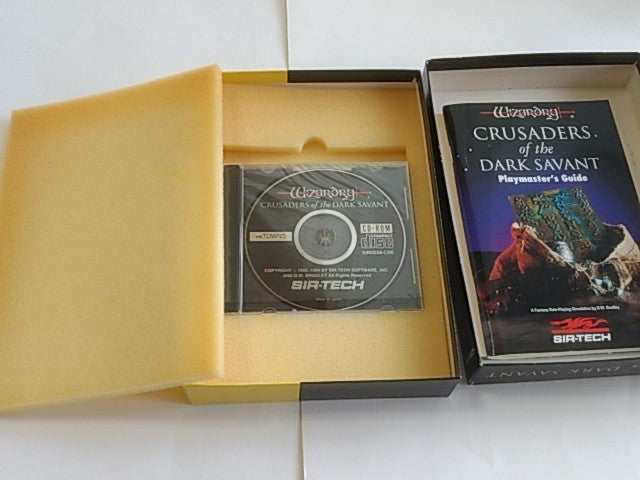 Wizardry
CRUSADERS of the DARK SAVANT
FM TOWNS
CD-ROM
COMPACT
disc
COPYRIGHT © 1992, 1994 BY SIR-TECH SOFTWARE, INC.
AND D.W. BRADLEY All Rights Reserved.
SIR-TECH
Wizardry
CRUSADERS
of the
DARK SAVANT
Playmaster's Guide
A Fantasy Role-Playing Simulation by D.W. Bradley
SIR-TECH
DARK SAVANT